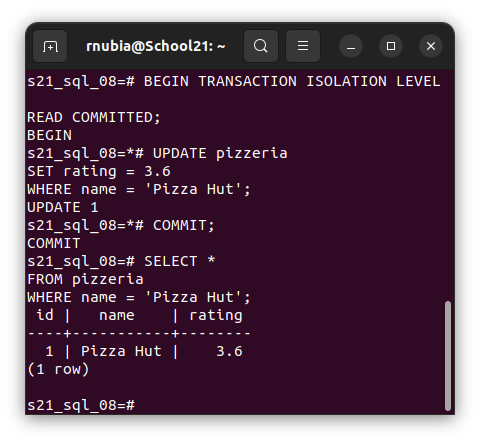 rnubia@School21: ~
s21_sql_08=# BEGIN TRANSACTION ISOLATION LEVEL
READ COMMITTED;
BEGIN
s21_sql_08=*# UPDATE pizzeria
SET rating = 3.6
WHERE name = 'Pizza Hut';
UPDATE 1
s21_sql_08=*# COMMIT;
COMMIT
s21_sql_08=# SELECT *
FROM pizzeria
WHERE name = 'Pizza Hut';
 id |   name    | rating
----+-----------+--------
  1 | Pizza Hut |    3.6
(1 row)
s21_sql_08=#